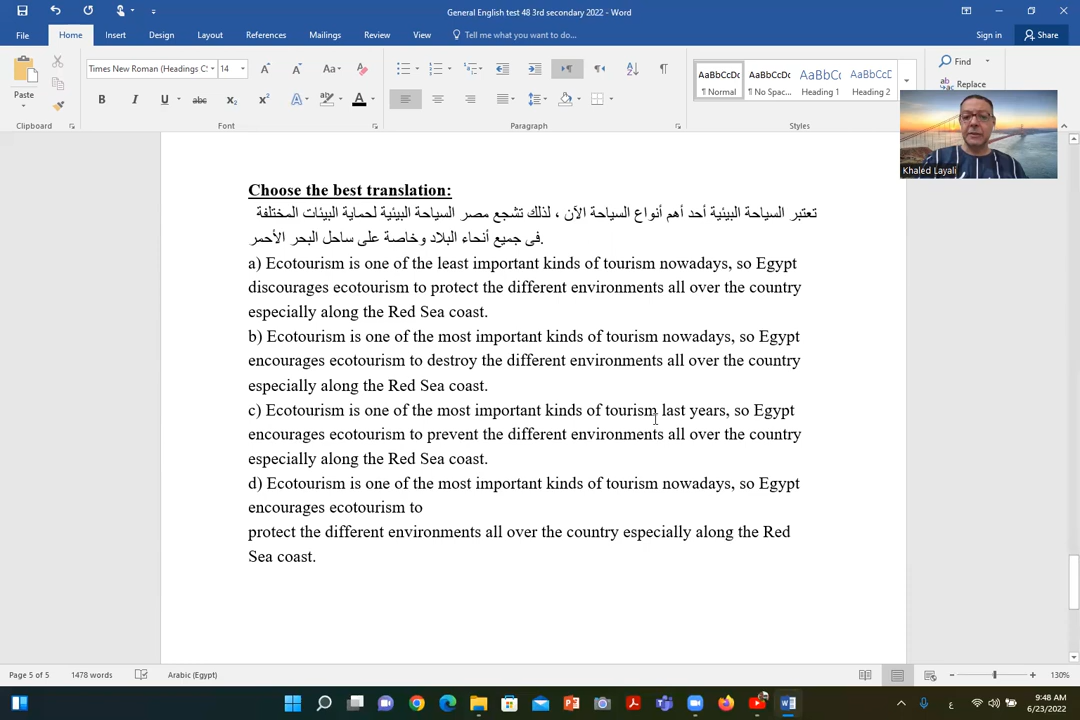 General English test 48 3rd secondary 2022 - Word
File Home Insert Design Layout References Mailings Review View Tell me what you want to do... Sign in Share
Paste
Times New Roman (Headings C 14
Aa
AaBbCcDc AaBbCcDc AaBbCc AaBbCcD
¶ Normal ¶ No Spac... Heading 1 Heading 2
Find
Replace
Clipboard Font Paragraph Styles
Khaled Layali
Choose the best translation:
تعتبر السياحة البيئية أحد أهم أنواع السياحة الآن ، لذلك تشجع مصر السياحة البيئية لحماية البيئات المختلفة
فى جميع أنحاء البلاد وخاصة على ساحل البحر الأحمر.
a) Ecotourism is one of the least important kinds of tourism nowadays, so Egypt
discourages ecotourism to protect the different environments all over the country
especially along the Red Sea coast.
b) Ecotourism is one of the most important kinds of tourism nowadays, so Egypt
encourages ecotourism to destroy the different environments all over the country
especially along the Red Sea coast.
c) Ecotourism is one of the most important kinds of tourism last years, so Egypt
encourages ecotourism to prevent the different environments all over the country
especially along the Red Sea coast.
d) Ecotourism is one of the most important kinds of tourism nowadays, so Egypt
encourages ecotourism to
protect the different environments all over the country especially along the Red
Sea coast.
Page 5 of 5 1478 words Arabic (Egypt) 130%
ع 9:48 AM
6/23/2022